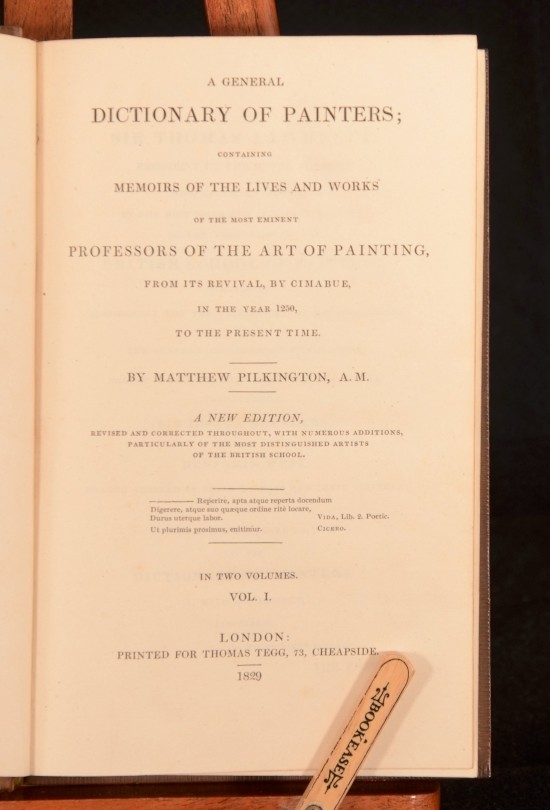 A GENERAL
DICTIONARY OF PAINTERS;
CONTAINING
MEMOIRS OF THE LIVES AND WORKS
OF THE MOST EMINENT
PROFESSORS OF THE ART OF PAINTING,
FROM ITS REVIVAL, BY CIMABUE,
IN THE YEAR 1250,
TO THE PRESENT TIME.
BY MATTHEW PILKINGTON, A.M.
A NEW EDITION,
REVISED AND CORRECTED THROUGHOUT, WITH NUMEROUS ADDITIONS,
PARTICULARLY OF THE MOST DISTINGUISHED ARTISTS
OF THE BRITISH SCHOOL.
Reperire, apta atque reperta docendum
Digerere, atque suo quæque ordine ritè locare,
Durus uterque labor. VIDA, Lib. 2. Poetic.
Ut plurimis prosimus, enitimur. CICERO.
IN TWO VOLUMES.
VOL. I.
LONDON:
PRINTED FOR THOMAS TEGG, 73, CHEAPSIDE.
1829
BOOKEASE